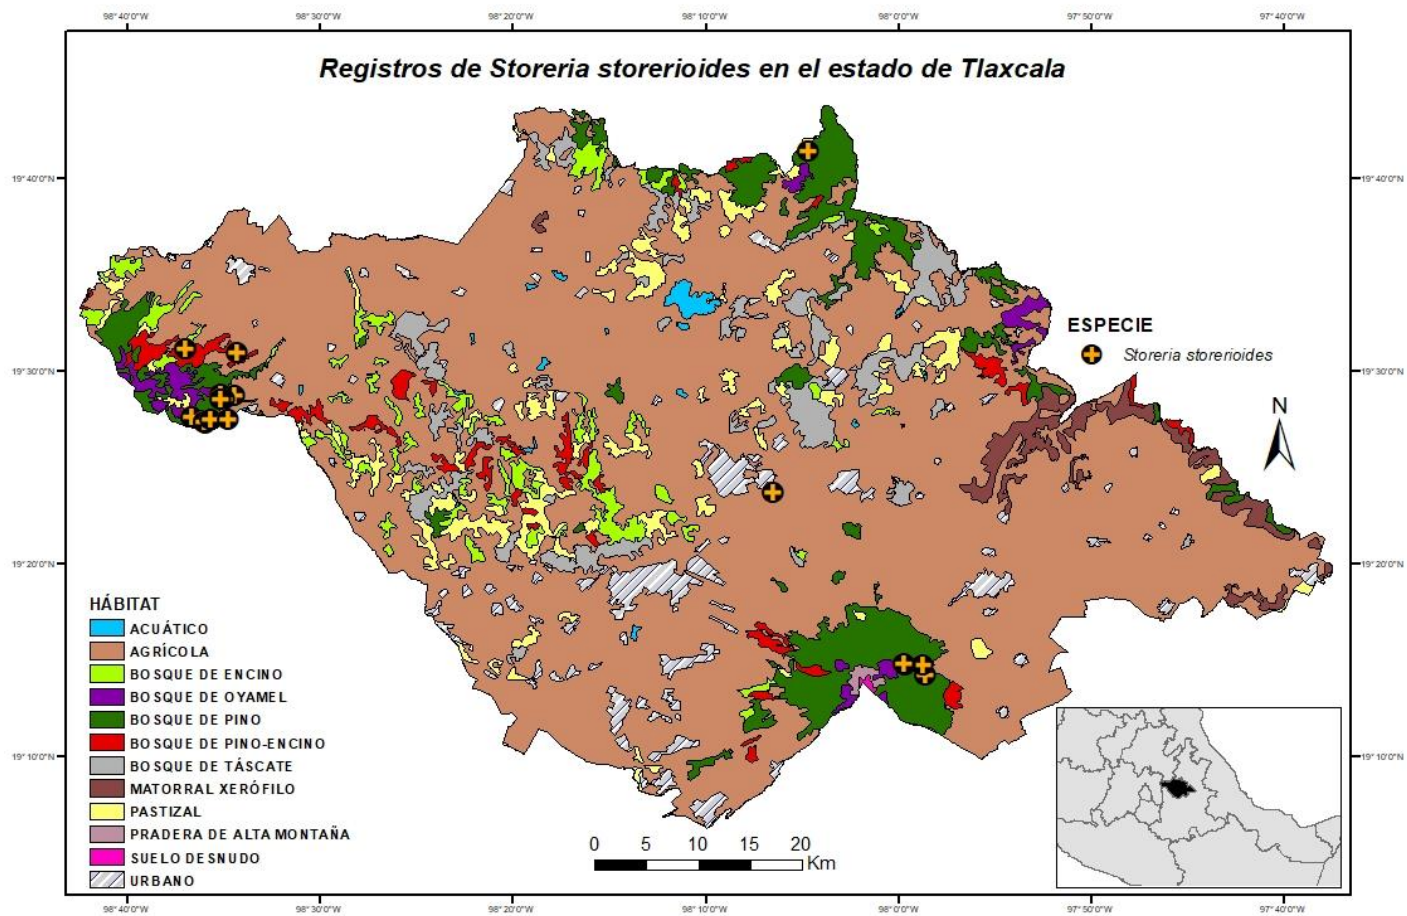 98°40'0"W 98°30'0"W 98°20'0"W 98°10'0"W 98°0'0"W 97°50'0"W 97°40'0"W
Registros de Storeria storerioides en el estado de Tlaxcala
19°40'0"N 19°40'0"N
ESPECIE
Storeria storerioides
19°30'0"N 19°30'0"N
N
19°20'0"N 19°20'0"N
HÁBITAT
ACUÁTICO
AGRÍCOLA
BOSQUE DE ENCINO
BOSQUE DE OYAMEL
BOSQUE DE PINO
BOSQUE DE PINO-ENCINO
19°10'0"N 19°10'0"N
BOSQUE DE TÁSCATE
MATORRAL XERÓFILO
PASTIZAL
PRADERA DE ALTA MONTAÑA
SUELO DESNUDO
URBANO
0 5 10 15 20
Km
98°40'0"W 98°30'0"W 98°20'0"W 98°10'0"W 98°0'0"W 97°50'0"W 97°40'0"W